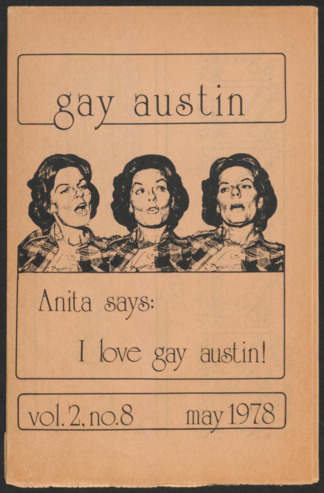 gay austin
Anita says:
I love gay austin!
vol. 2, no. 8 may 1978